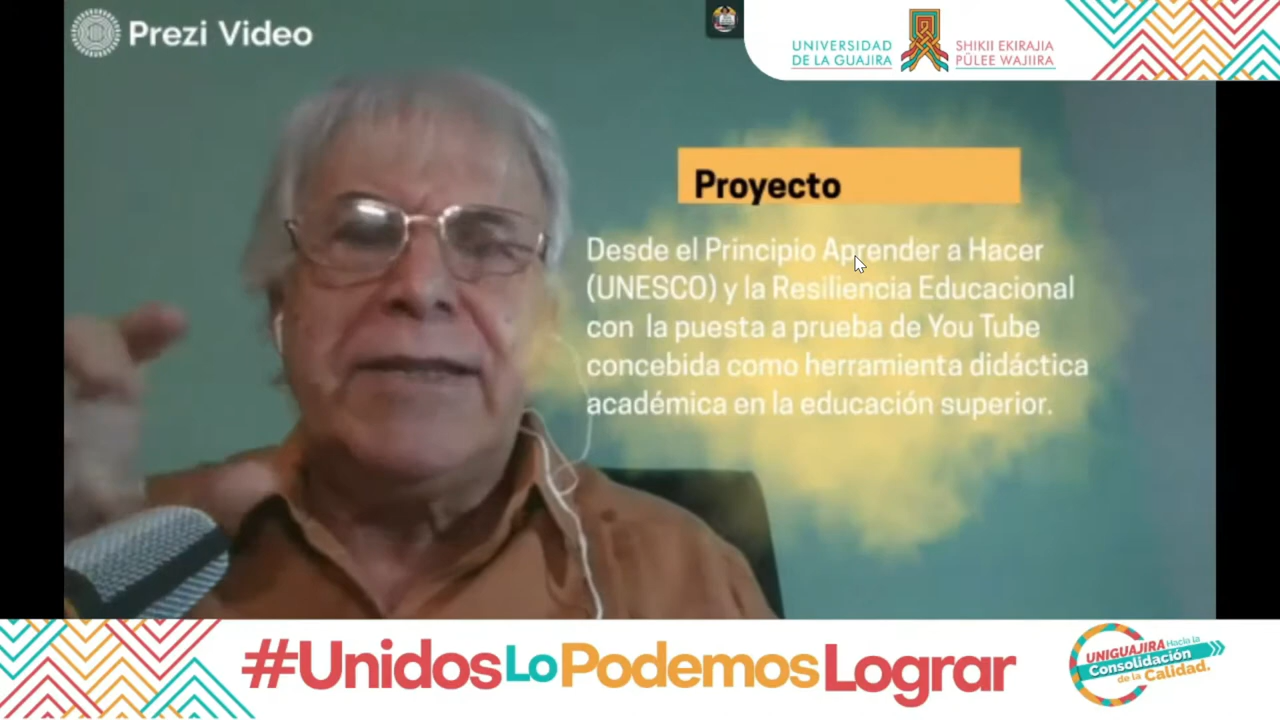 Prezi Video
UNIVERSIDAD
DE LA GUAJIRA
SHIKII EKIRAJIA
PÜLEE WAJIIRA
Proyecto
Desde el Principio Aprender a Hacer
(UNESCO) y la Resiliencia Educacional
con la puesta a prueba de You Tube
concebida como herramienta didáctica
académica en la educación superior.
#UnidosLoPodemosLograr
UNIGUAJIRA Hacia la
Consolidación
de la Calidad.